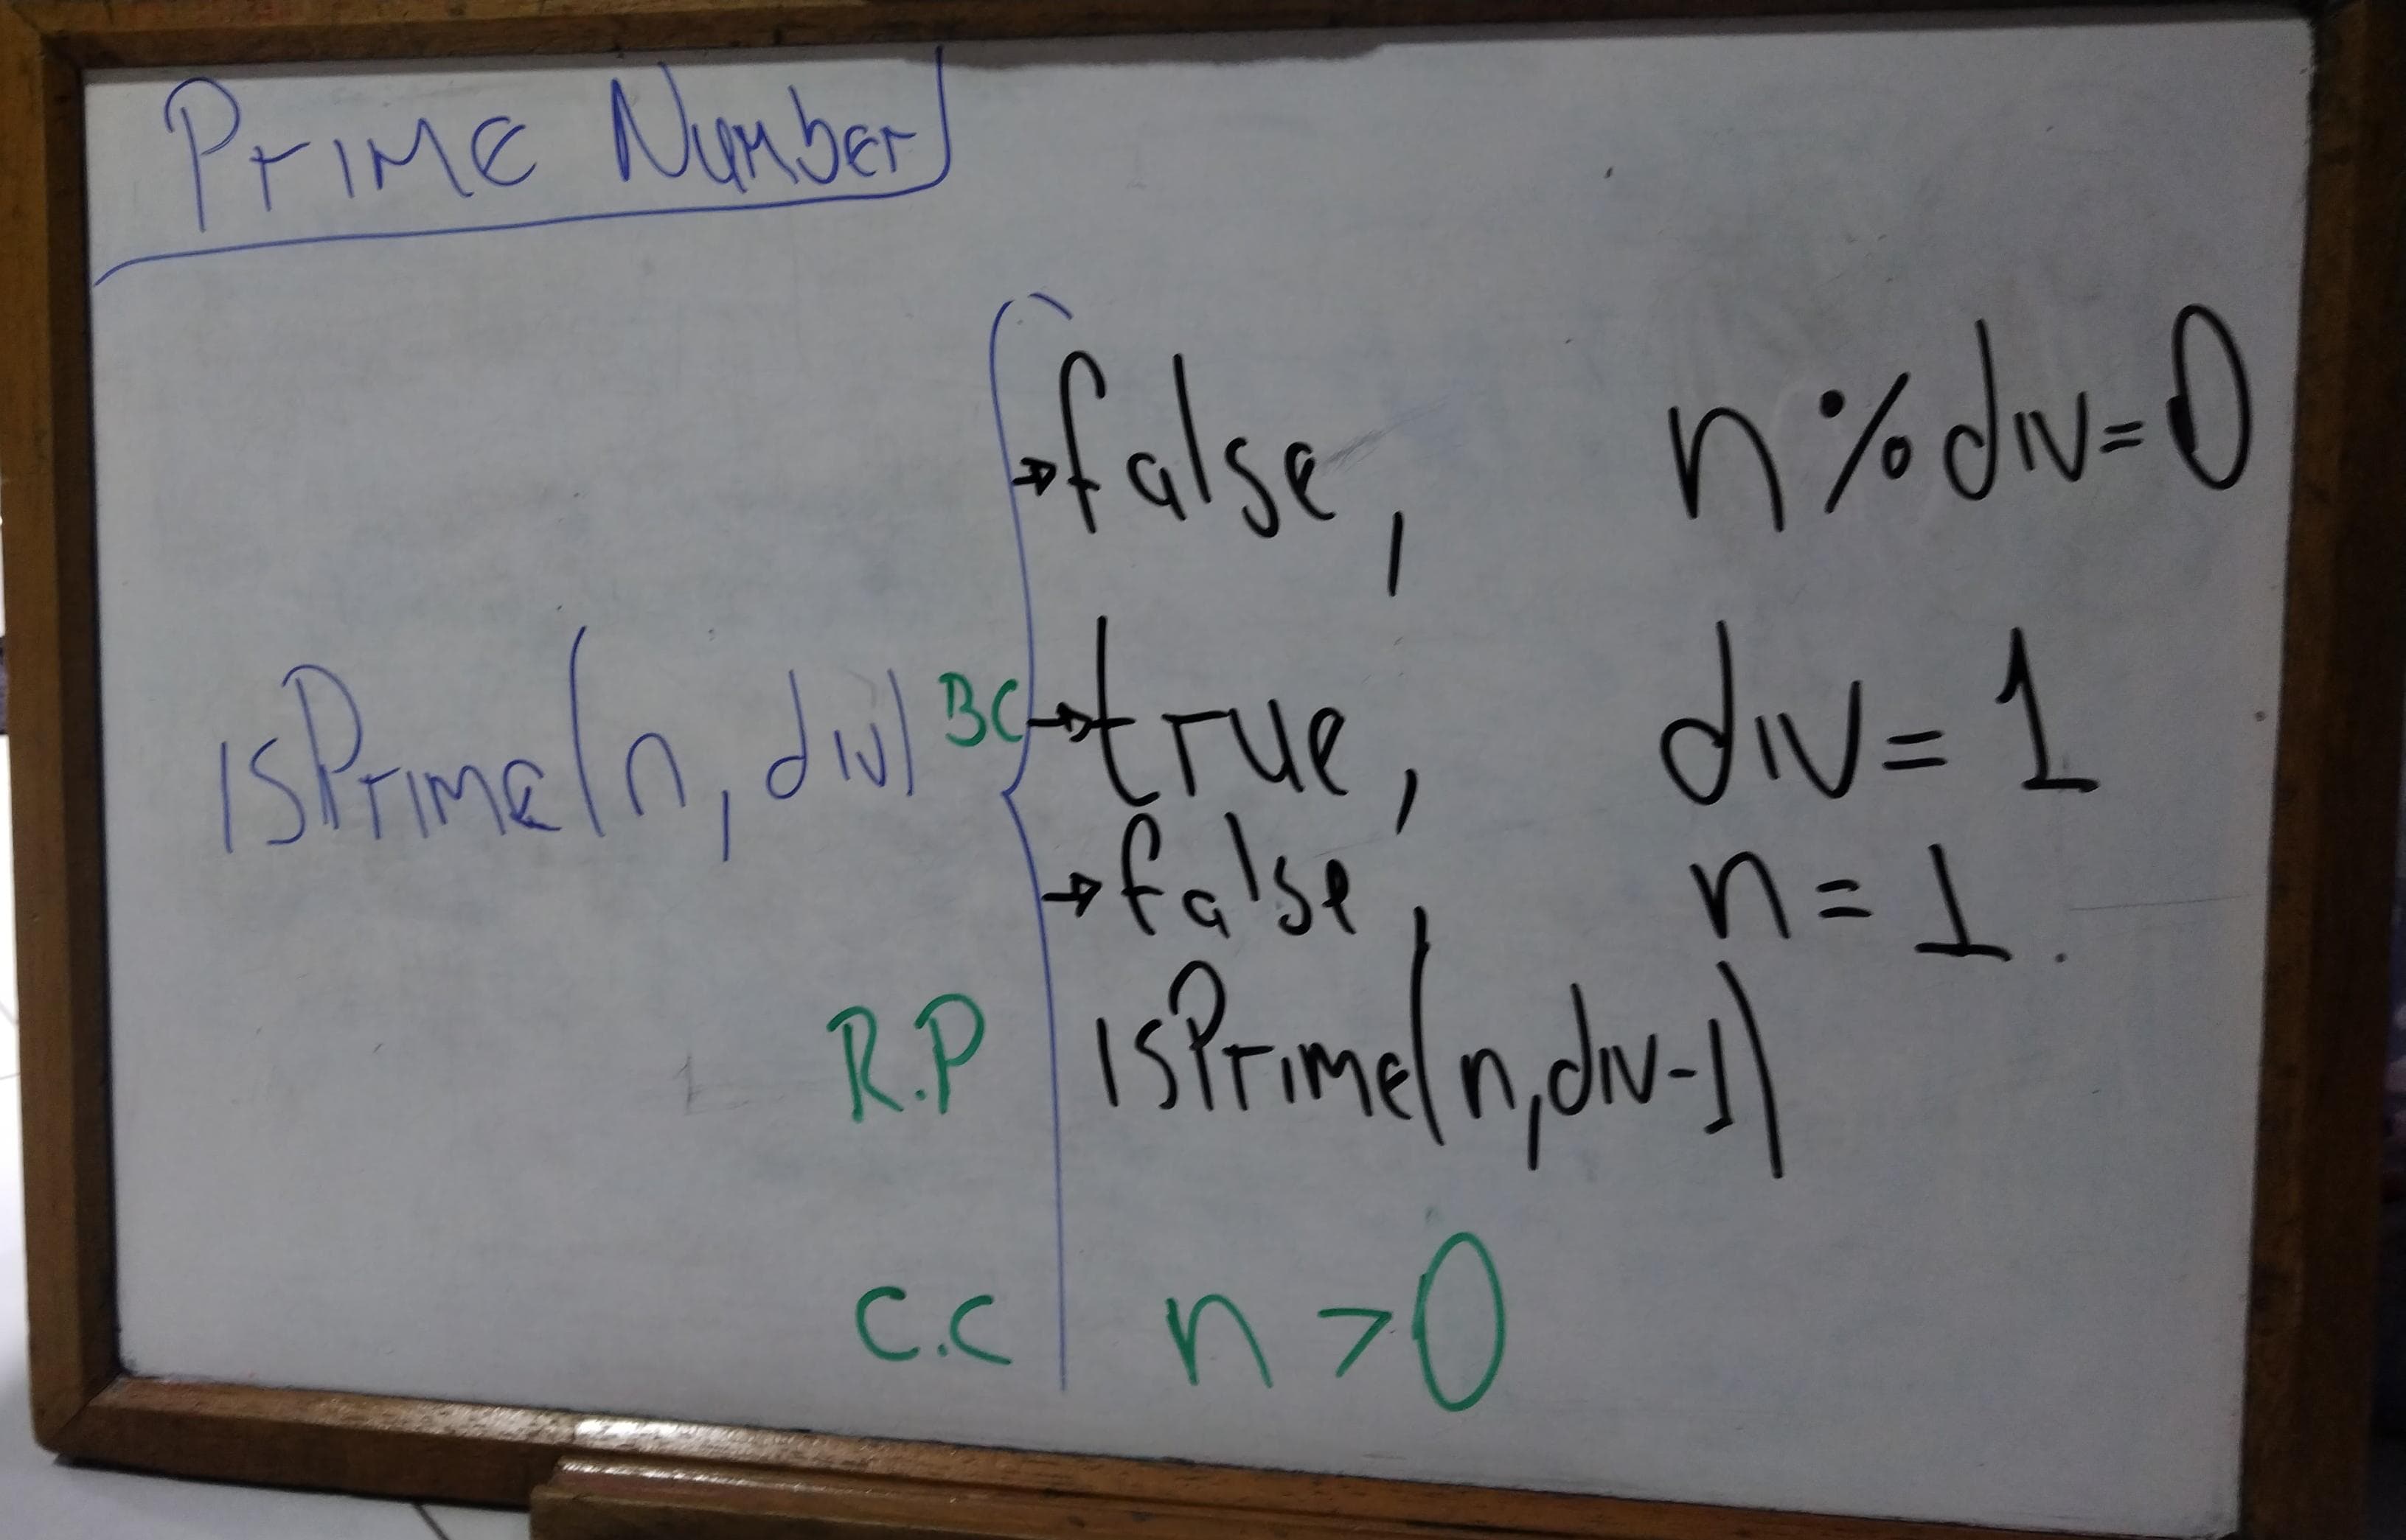 Prime Number
false, n % div = 0
isPrime(n, div) BC true, div = 1
false, n = 1.
R.P isPrime(n, div-1)
C.C n > 0